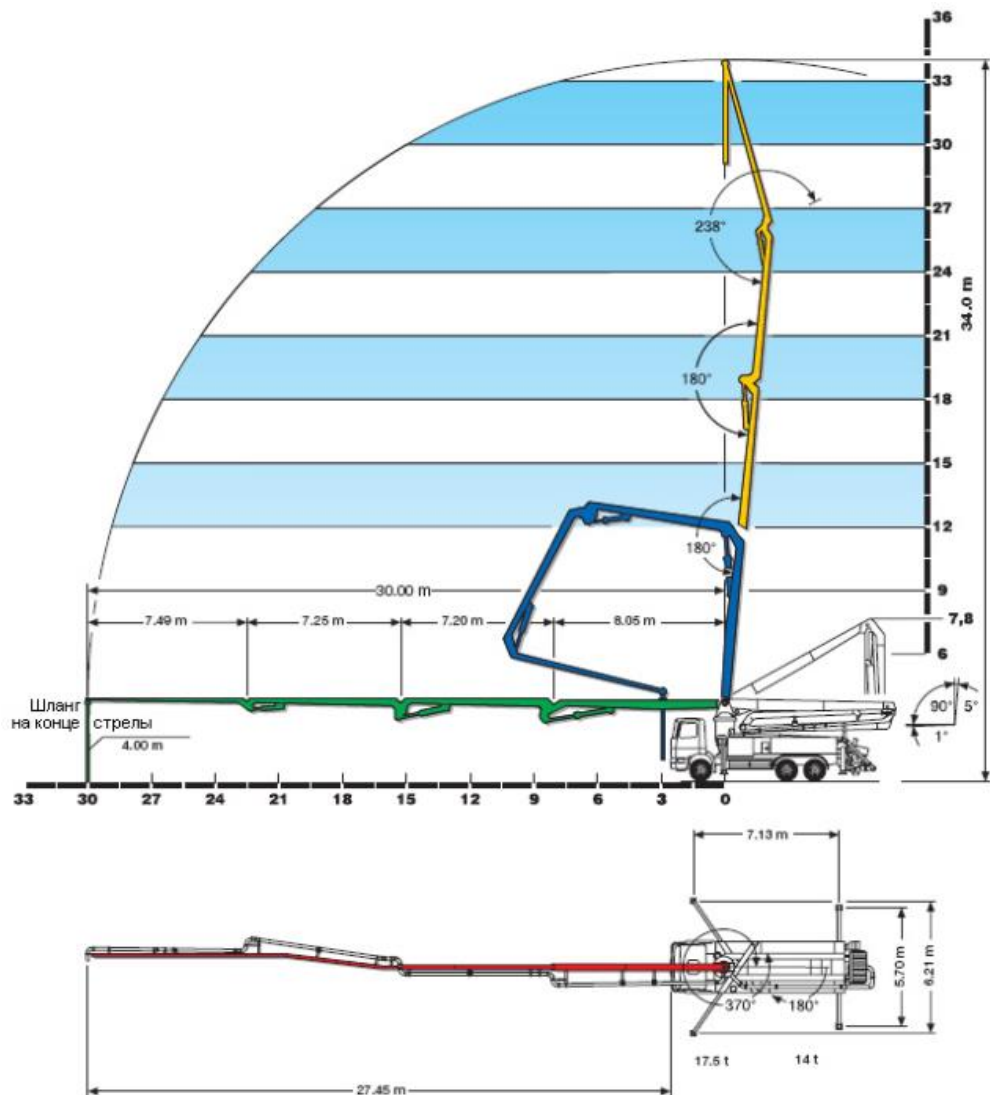 36
33
30
27
24
21
18
15
12
9
7,8
6
34.0 m
238°
180°
180°
30.00 m
7.49 m
7.25 m
7.20 m
8.05 m
90°
5°
1°
Шланг
на конце стрелы
4.00 m
33 30 27 24 21 18 15 12 9 6 3 0
7.13 m
5.70 m
6.21 m
370°
180°
17.5 t
14 t
27.45 m